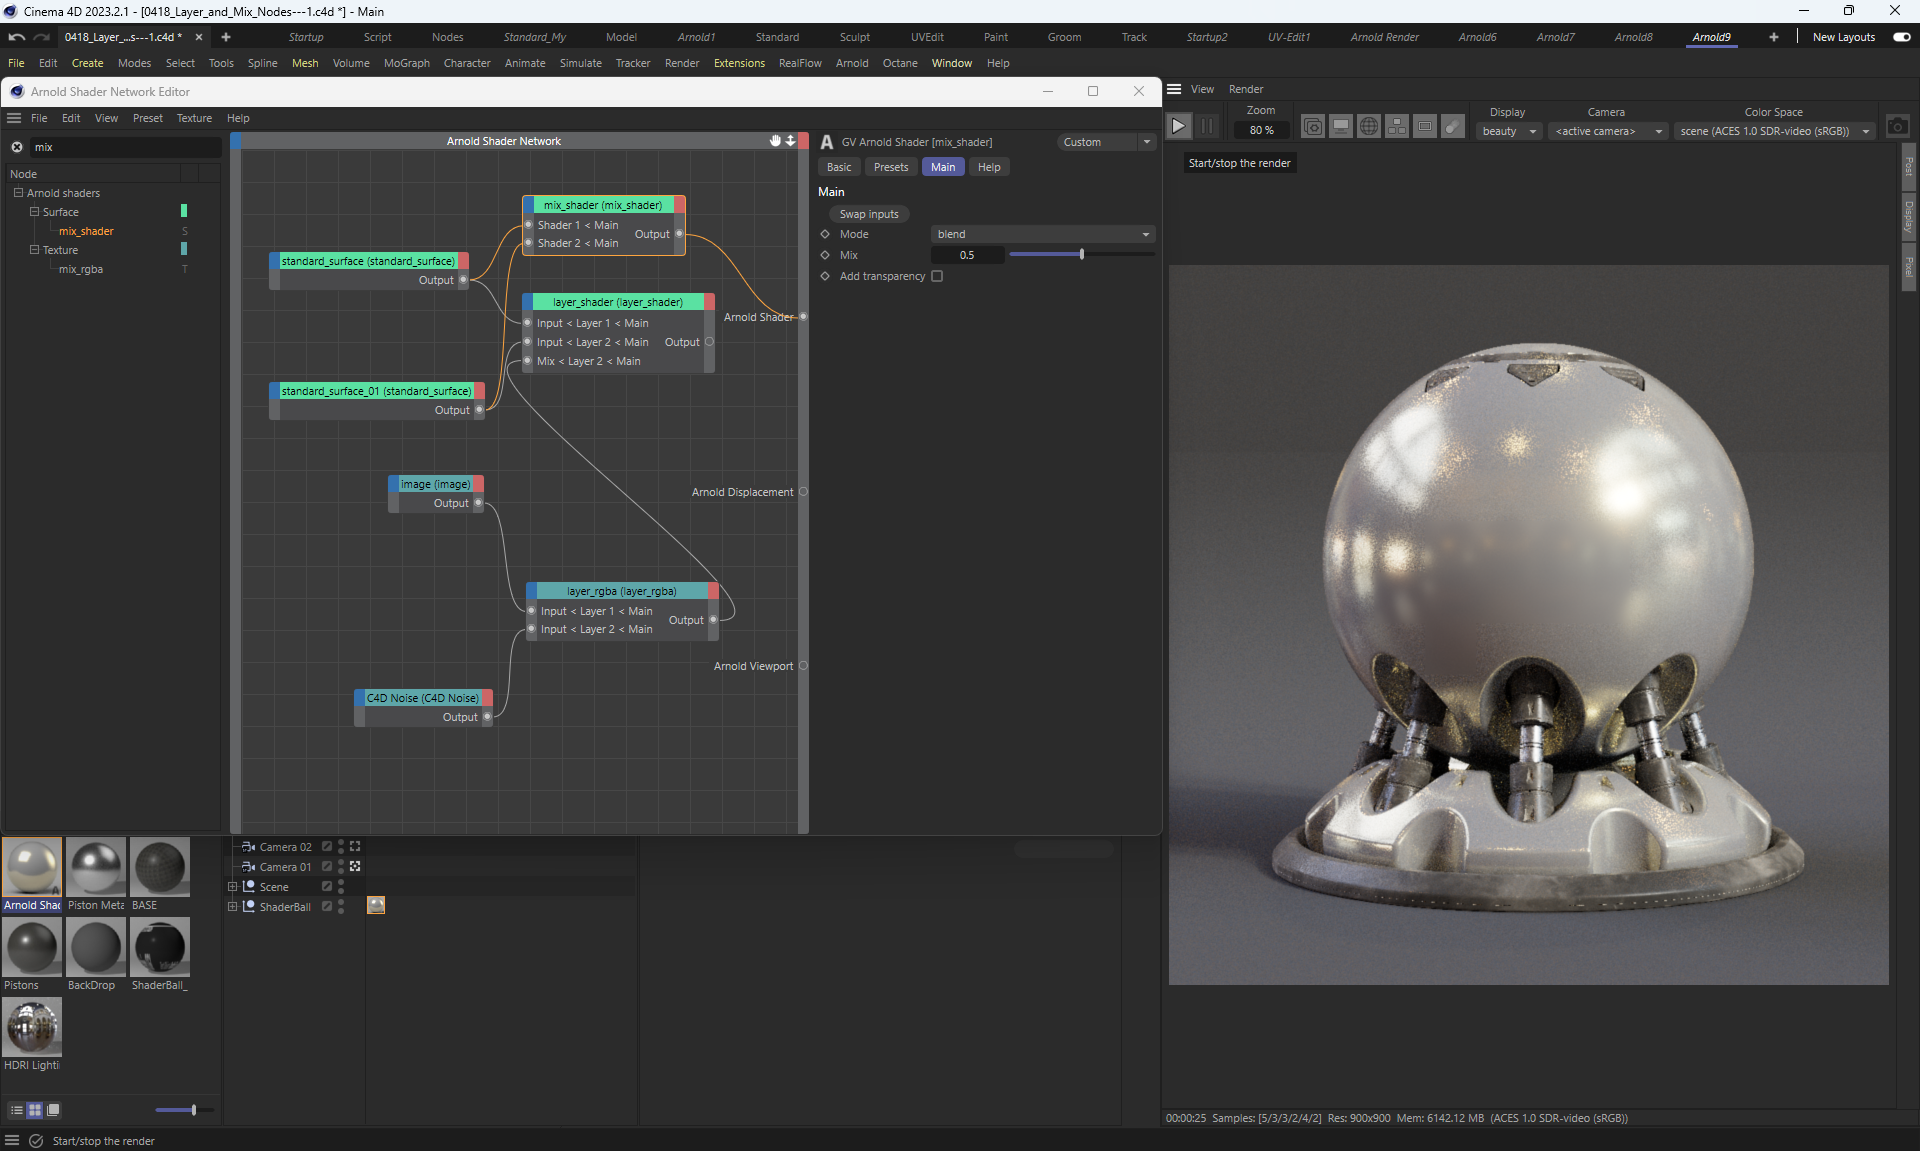 Cinema 4D 2023.2.1 - [0418_Layer_and_Mix_Nodes---1.c4d *] - Main
0418_Layer_...s---1.c4d *
Startup
Script
Nodes
Standard_My
Model
Arnold1
Standard
Sculpt
UVEdit
Paint
Groom
Track
Startup2
UV-Edit1
Arnold Render
Arnold6
Arnold7
Arnold8
Arnold9
New Layouts
File Edit Create Modes Select Tools Spline Mesh Volume MoGraph Character Animate Simulate Tracker Render Extensions RealFlow Arnold Octane Window Help
Arnold Shader Network Editor
File Edit View Preset Texture Help
mix
Node
Arnold shaders
Surface
mix_shader S
Texture
mix_rgba T
Arnold Shader Network
mix_shader (mix_shader)
Shader 1 < Main
Shader 2 < Main
Output
standard_surface (standard_surface)
Output
layer_shader (layer_shader)
Input < Layer 1 < Main
Input < Layer 2 < Main
Mix < Layer 2 < Main
Output
Arnold Shader
standard_surface_01 (standard_surface)
Output
image (image)
Output
Arnold Displacement
layer_rgba (layer_rgba)
Input < Layer 1 < Main
Input < Layer 2 < Main
Output
Arnold Viewport
C4D Noise (C4D Noise)
Output
GV Arnold Shader [mix_shader]
Custom
Basic Presets Main Help
Main
Swap inputs
Mode blend
Mix 0.5
Add transparency
View Render
Zoom
80 %
Display
beauty
Camera
<active camera>
Color Space
scene (ACES 1.0 SDR-video (sRGB))
Start/stop the render
Post
Display
Pixel
Camera 02
Camera 01
Scene
ShaderBall
Arnold Shac
Piston Meta
BASE
Pistons
BackDrop
ShaderBall_
HDRI Lighti
00:00:25 Samples: [5/3/3/2/4/2] Res: 900x900 Mem: 6142.12 MB (ACES 1.0 SDR-video (sRGB))
Start/stop the render